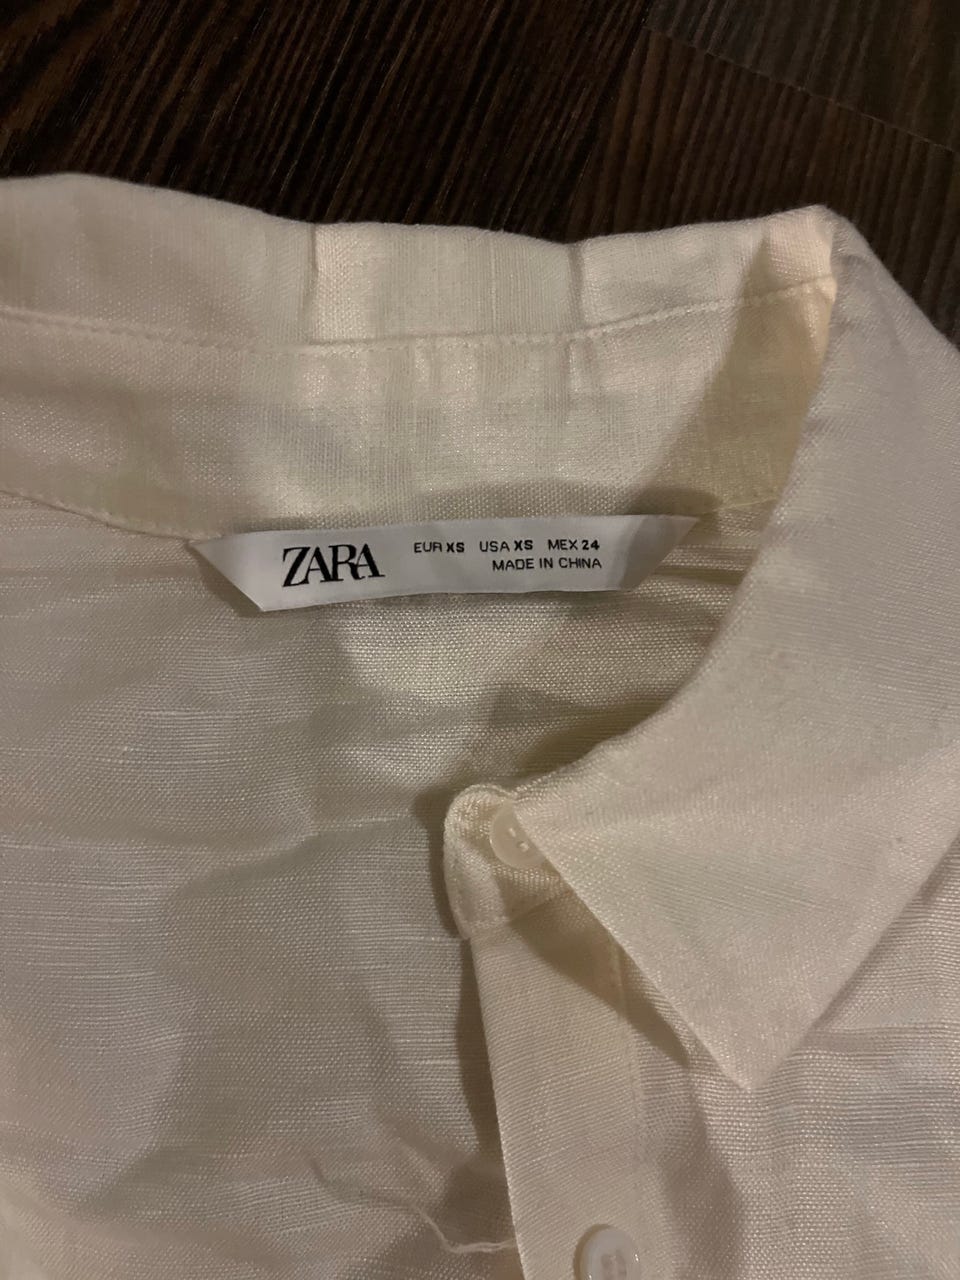 ZARA
EUR XS USA XS MEX 24
MADE IN CHINA